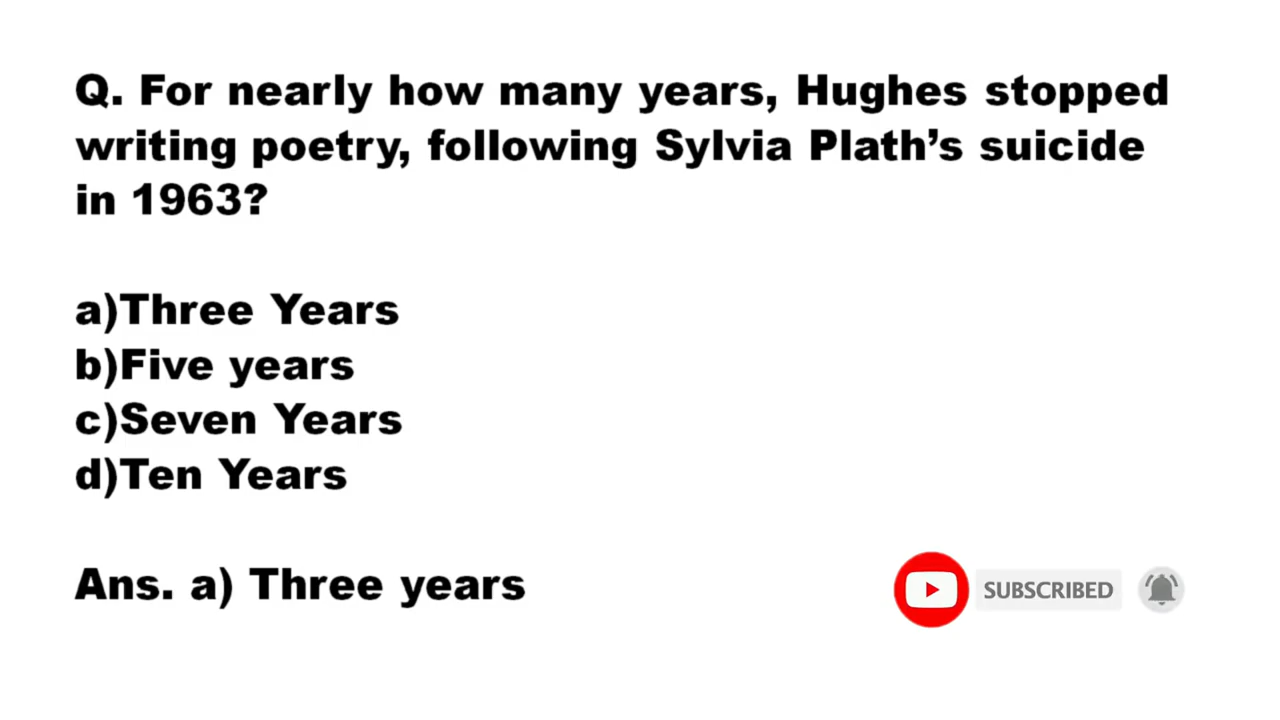 Q. For nearly how many years, Hughes stopped
writing poetry, following Sylvia Plath’s suicide
in 1963?
a)Three Years
b)Five years
c)Seven Years
d)Ten Years
Ans. a) Three years
SUBSCRIBED